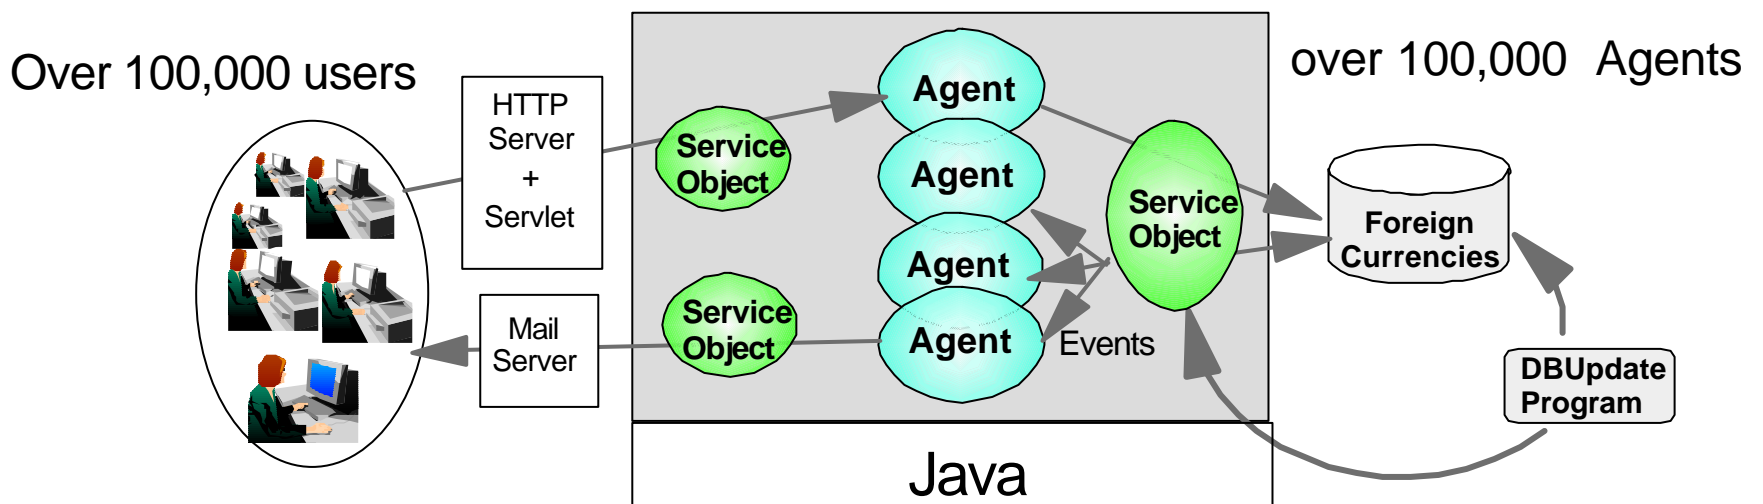 Over 100,000 users
over 100,000 Agents
HTTP
Server
+
Servlet
Mail
Server
Service
Object
Service
Object
Agent
Agent
Agent
Agent
Events
Service
Object
Foreign
Currencies
DBUpdate
Program
Java